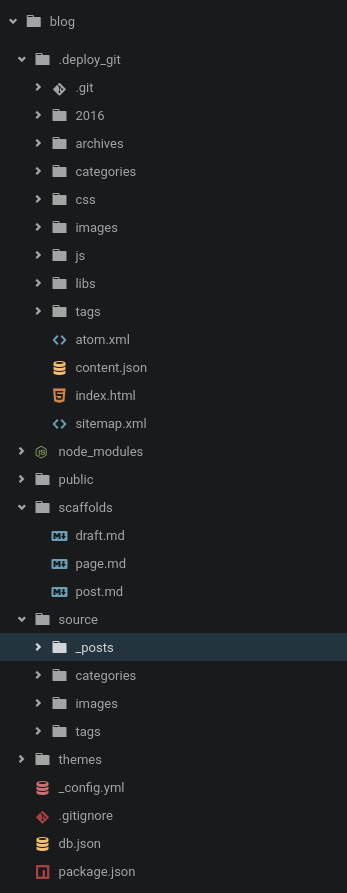 blog
.deploy_git
.git
2016
archives
categories
css
images
js
libs
tags
atom.xml
content.json
index.html
sitemap.xml
node_modules
public
scaffolds
draft.md
page.md
post.md
source
_posts
categories
images
tags
themes
_config.yml
.gitignore
db.json
package.json